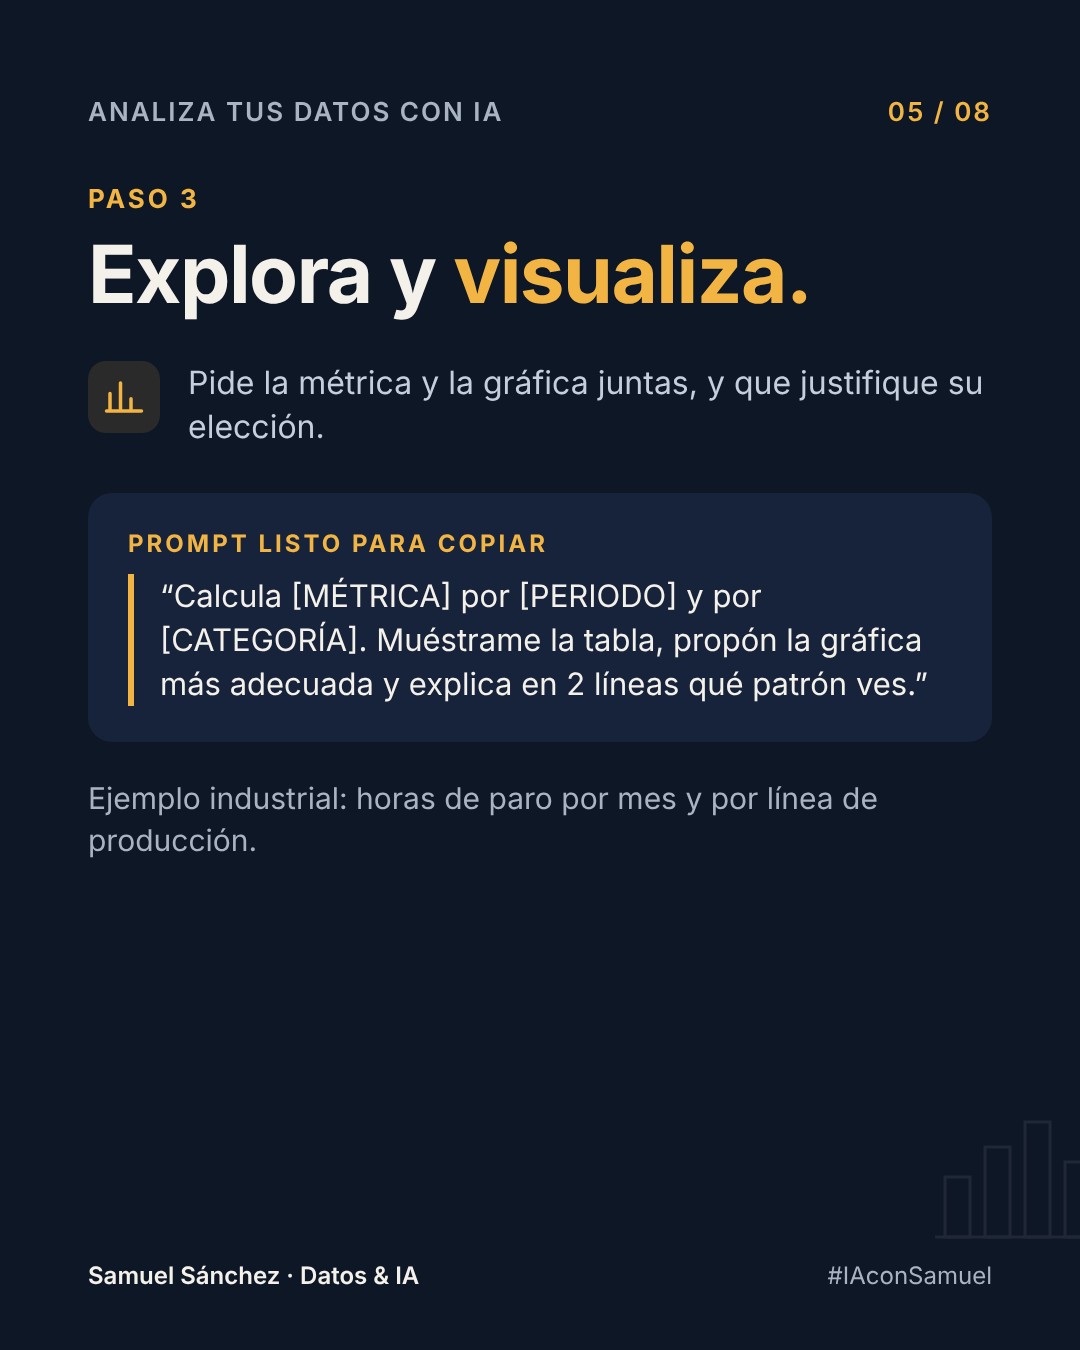 ANALIZA TUS DATOS CON IA
05 / 08
PASO 3
Explora y visualiza.
Pide la métrica y la gráfica juntas, y que justifique su
elección.
PROMPT LISTO PARA COPIAR
“Calcula [MÉTRICA] por [PERIODO] y por
[CATEGORÍA]. Muéstrame la tabla, propón la gráfica
más adecuada y explica en 2 líneas qué patrón ves.”
Ejemplo industrial: horas de paro por mes y por línea de
producción.
Samuel Sánchez · Datos & IA
#IAconSamuel